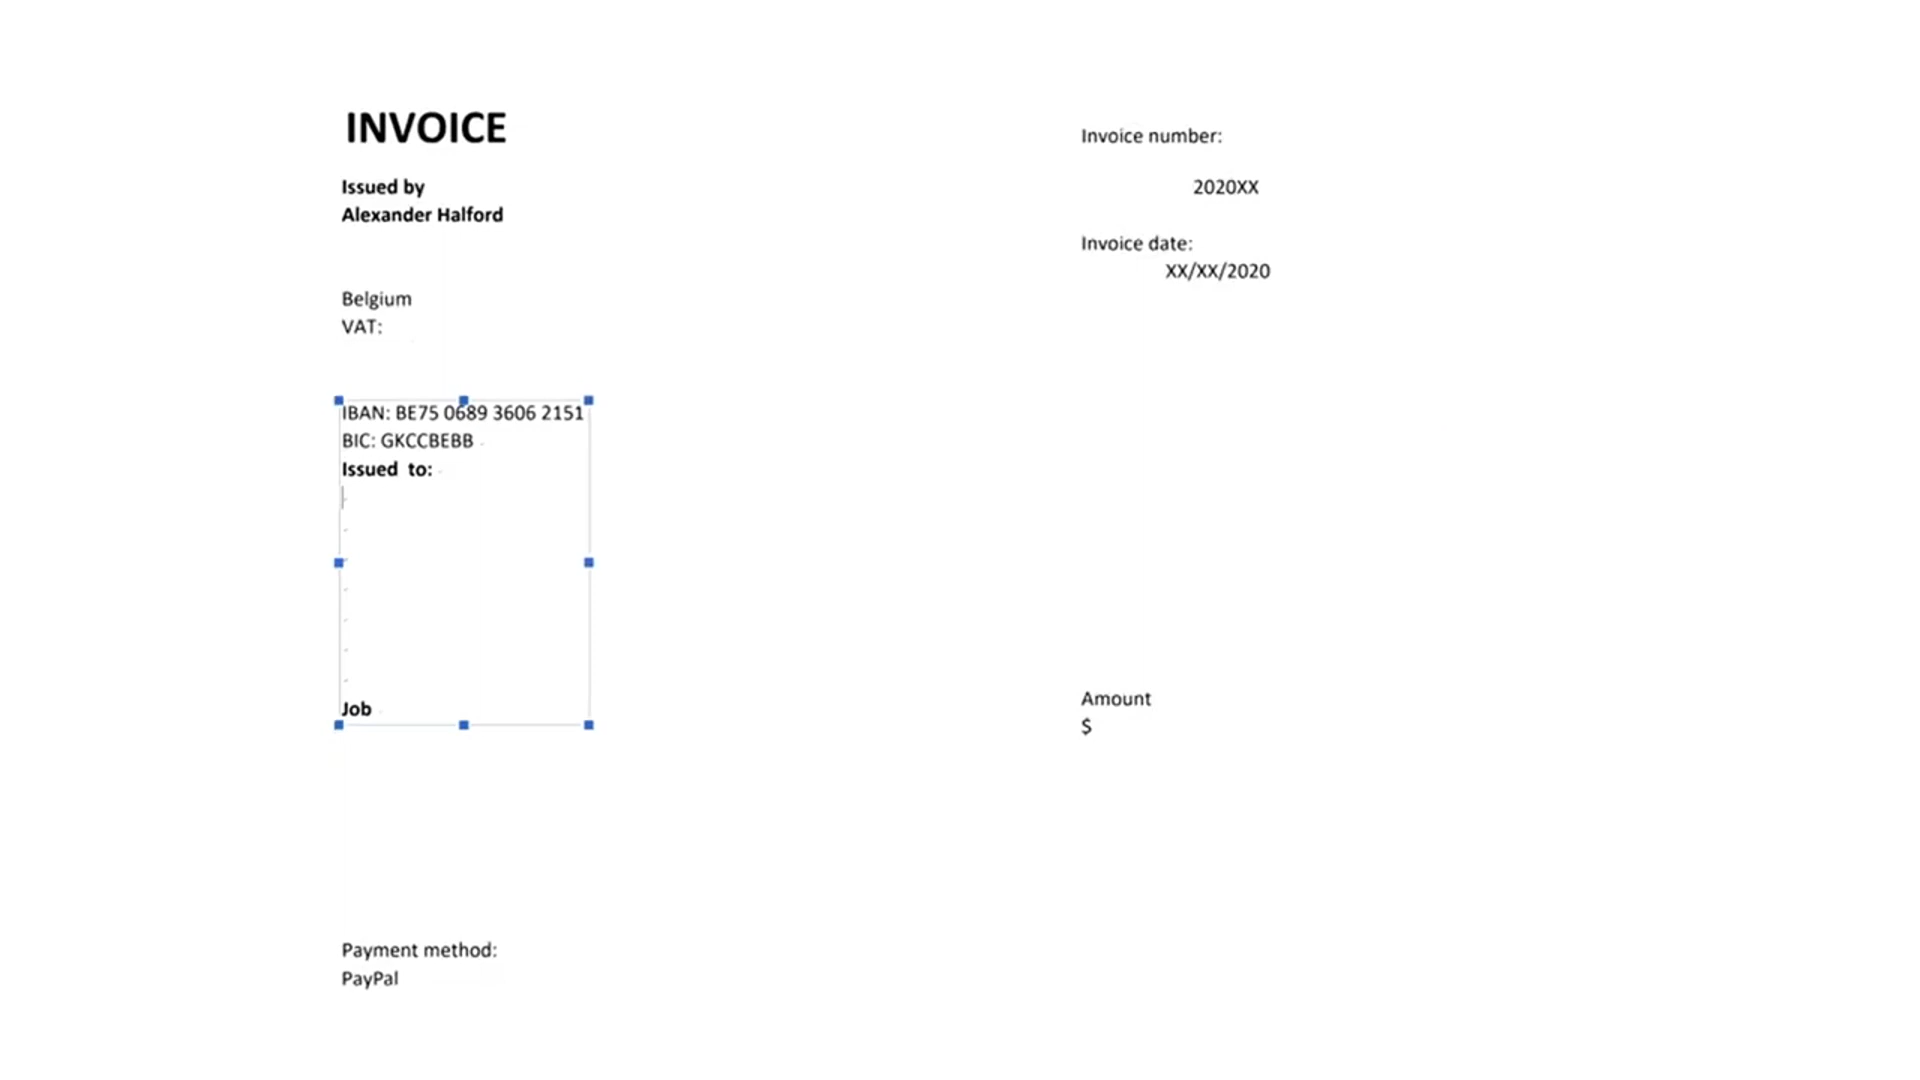 INVOICE
Issued by
Alexander Halford
Belgium
VAT:
IBAN: BE75 0689 3606 2151
BIC: GKCCBEBB
Issued to:
Job
Payment method:
PayPal
Invoice number:
2020XX
Invoice date:
XX/XX/2020
Amount
$